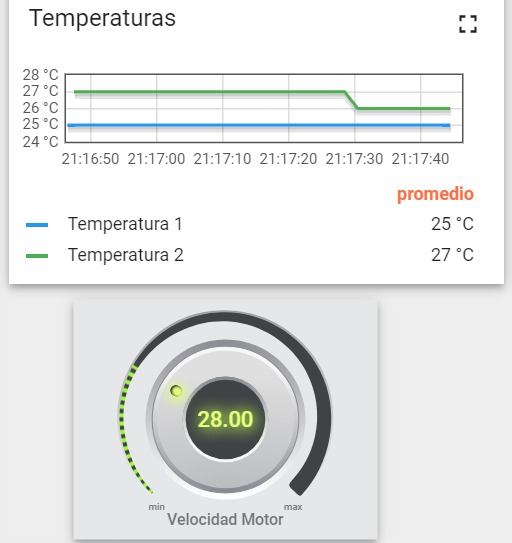 Temperaturas
28 °C
27 °C
26 °C
25 °C
24 °C
21:16:50 21:17:00 21:17:10 21:17:20 21:17:30 21:17:40
promedio
Temperatura 1 25 °C
Temperatura 2 27 °C
28.00
min max
Velocidad Motor